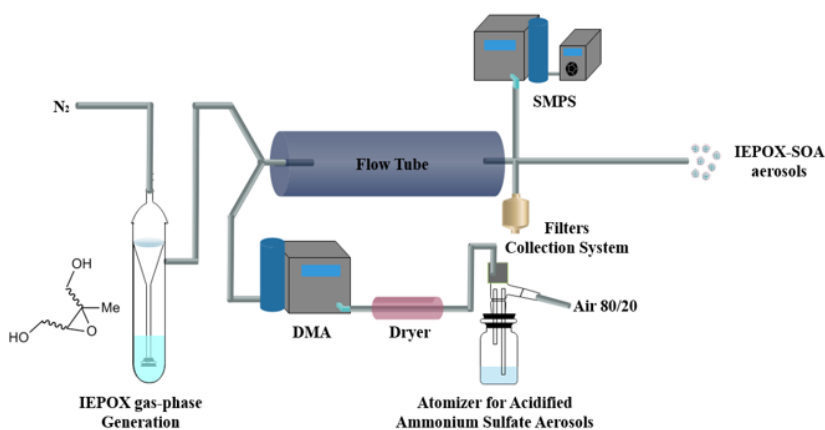 SMPS
N₂
Flow Tube
IEPOX-SOA
aerosols
Filters
Collection System
OH
Me
O
HO
DMA
Dryer
Air 80/20
IEPOX gas-phase
Generation
Atomizer for Acidified
Ammonium Sulfate Aerosols